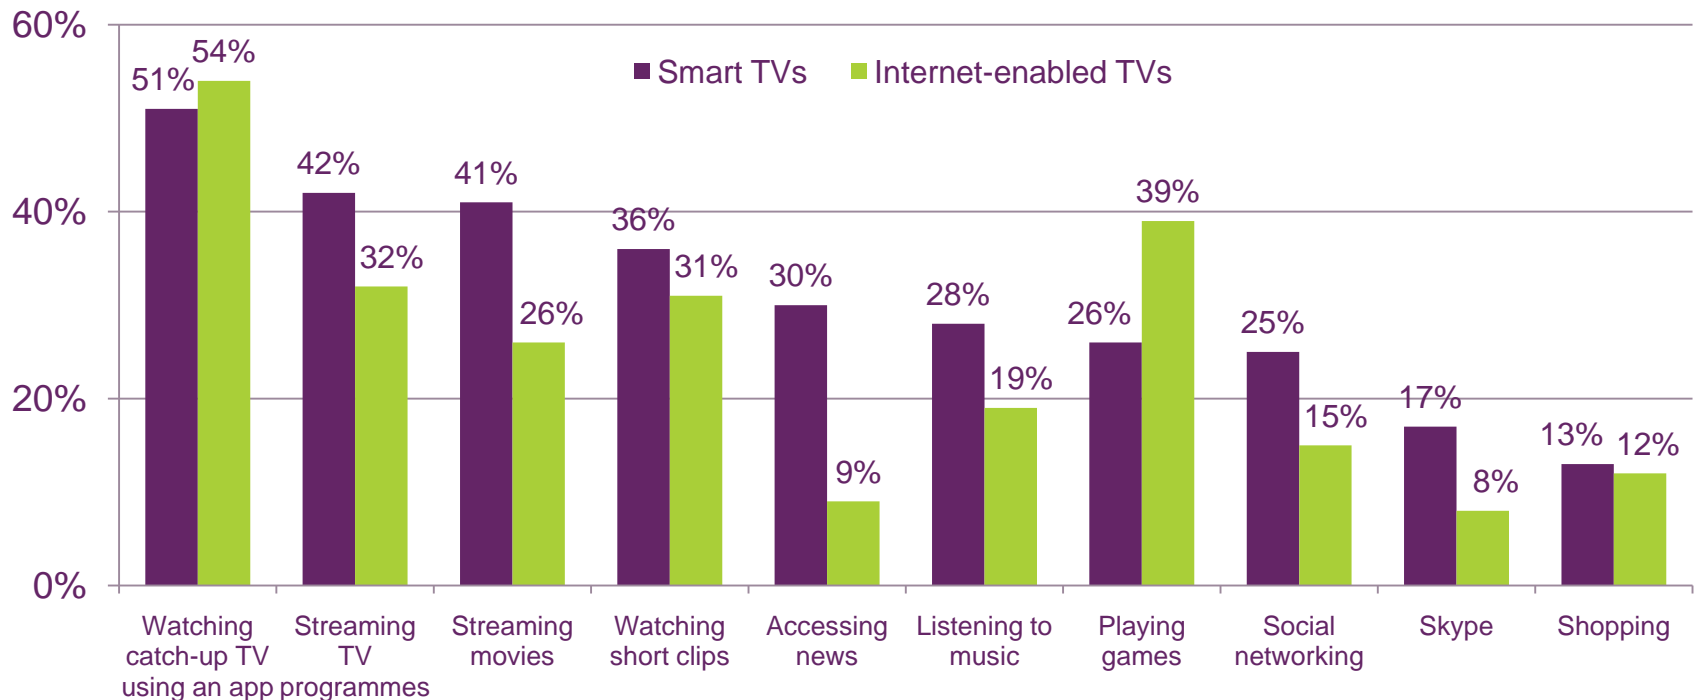 60%
40%
20%
0%
Smart TVs
Internet-enabled TVs
51%
54%
42%
32%
41%
26%
36%
31%
30%
9%
28%
19%
26%
39%
25%
15%
17%
8%
13%
12%
Watching
catch-up TV
using an app
Streaming
TV
programmes
Streaming
movies
Watching
short clips
Accessing
news
Listening to
music
Playing
games
Social
networking
Skype
Shopping